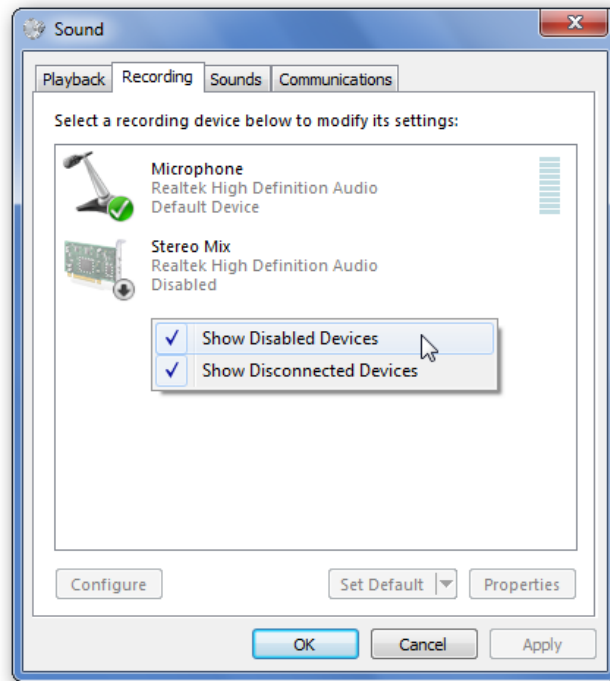 Sound
Playback Recording Sounds Communications
Select a recording device below to modify its settings:
Microphone
Realtek High Definition Audio
Default Device
Stereo Mix
Realtek High Definition Audio
Disabled
Show Disabled Devices
Show Disconnected Devices
Configure Set Default Properties
OK Cancel Apply